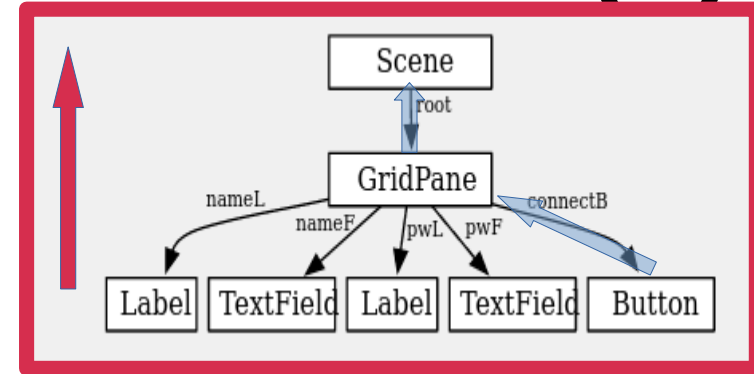 Scene
root
GridPane
nameL
connectB
nameF
pwL
pwF
Label
TextField
Label
TextField
Button